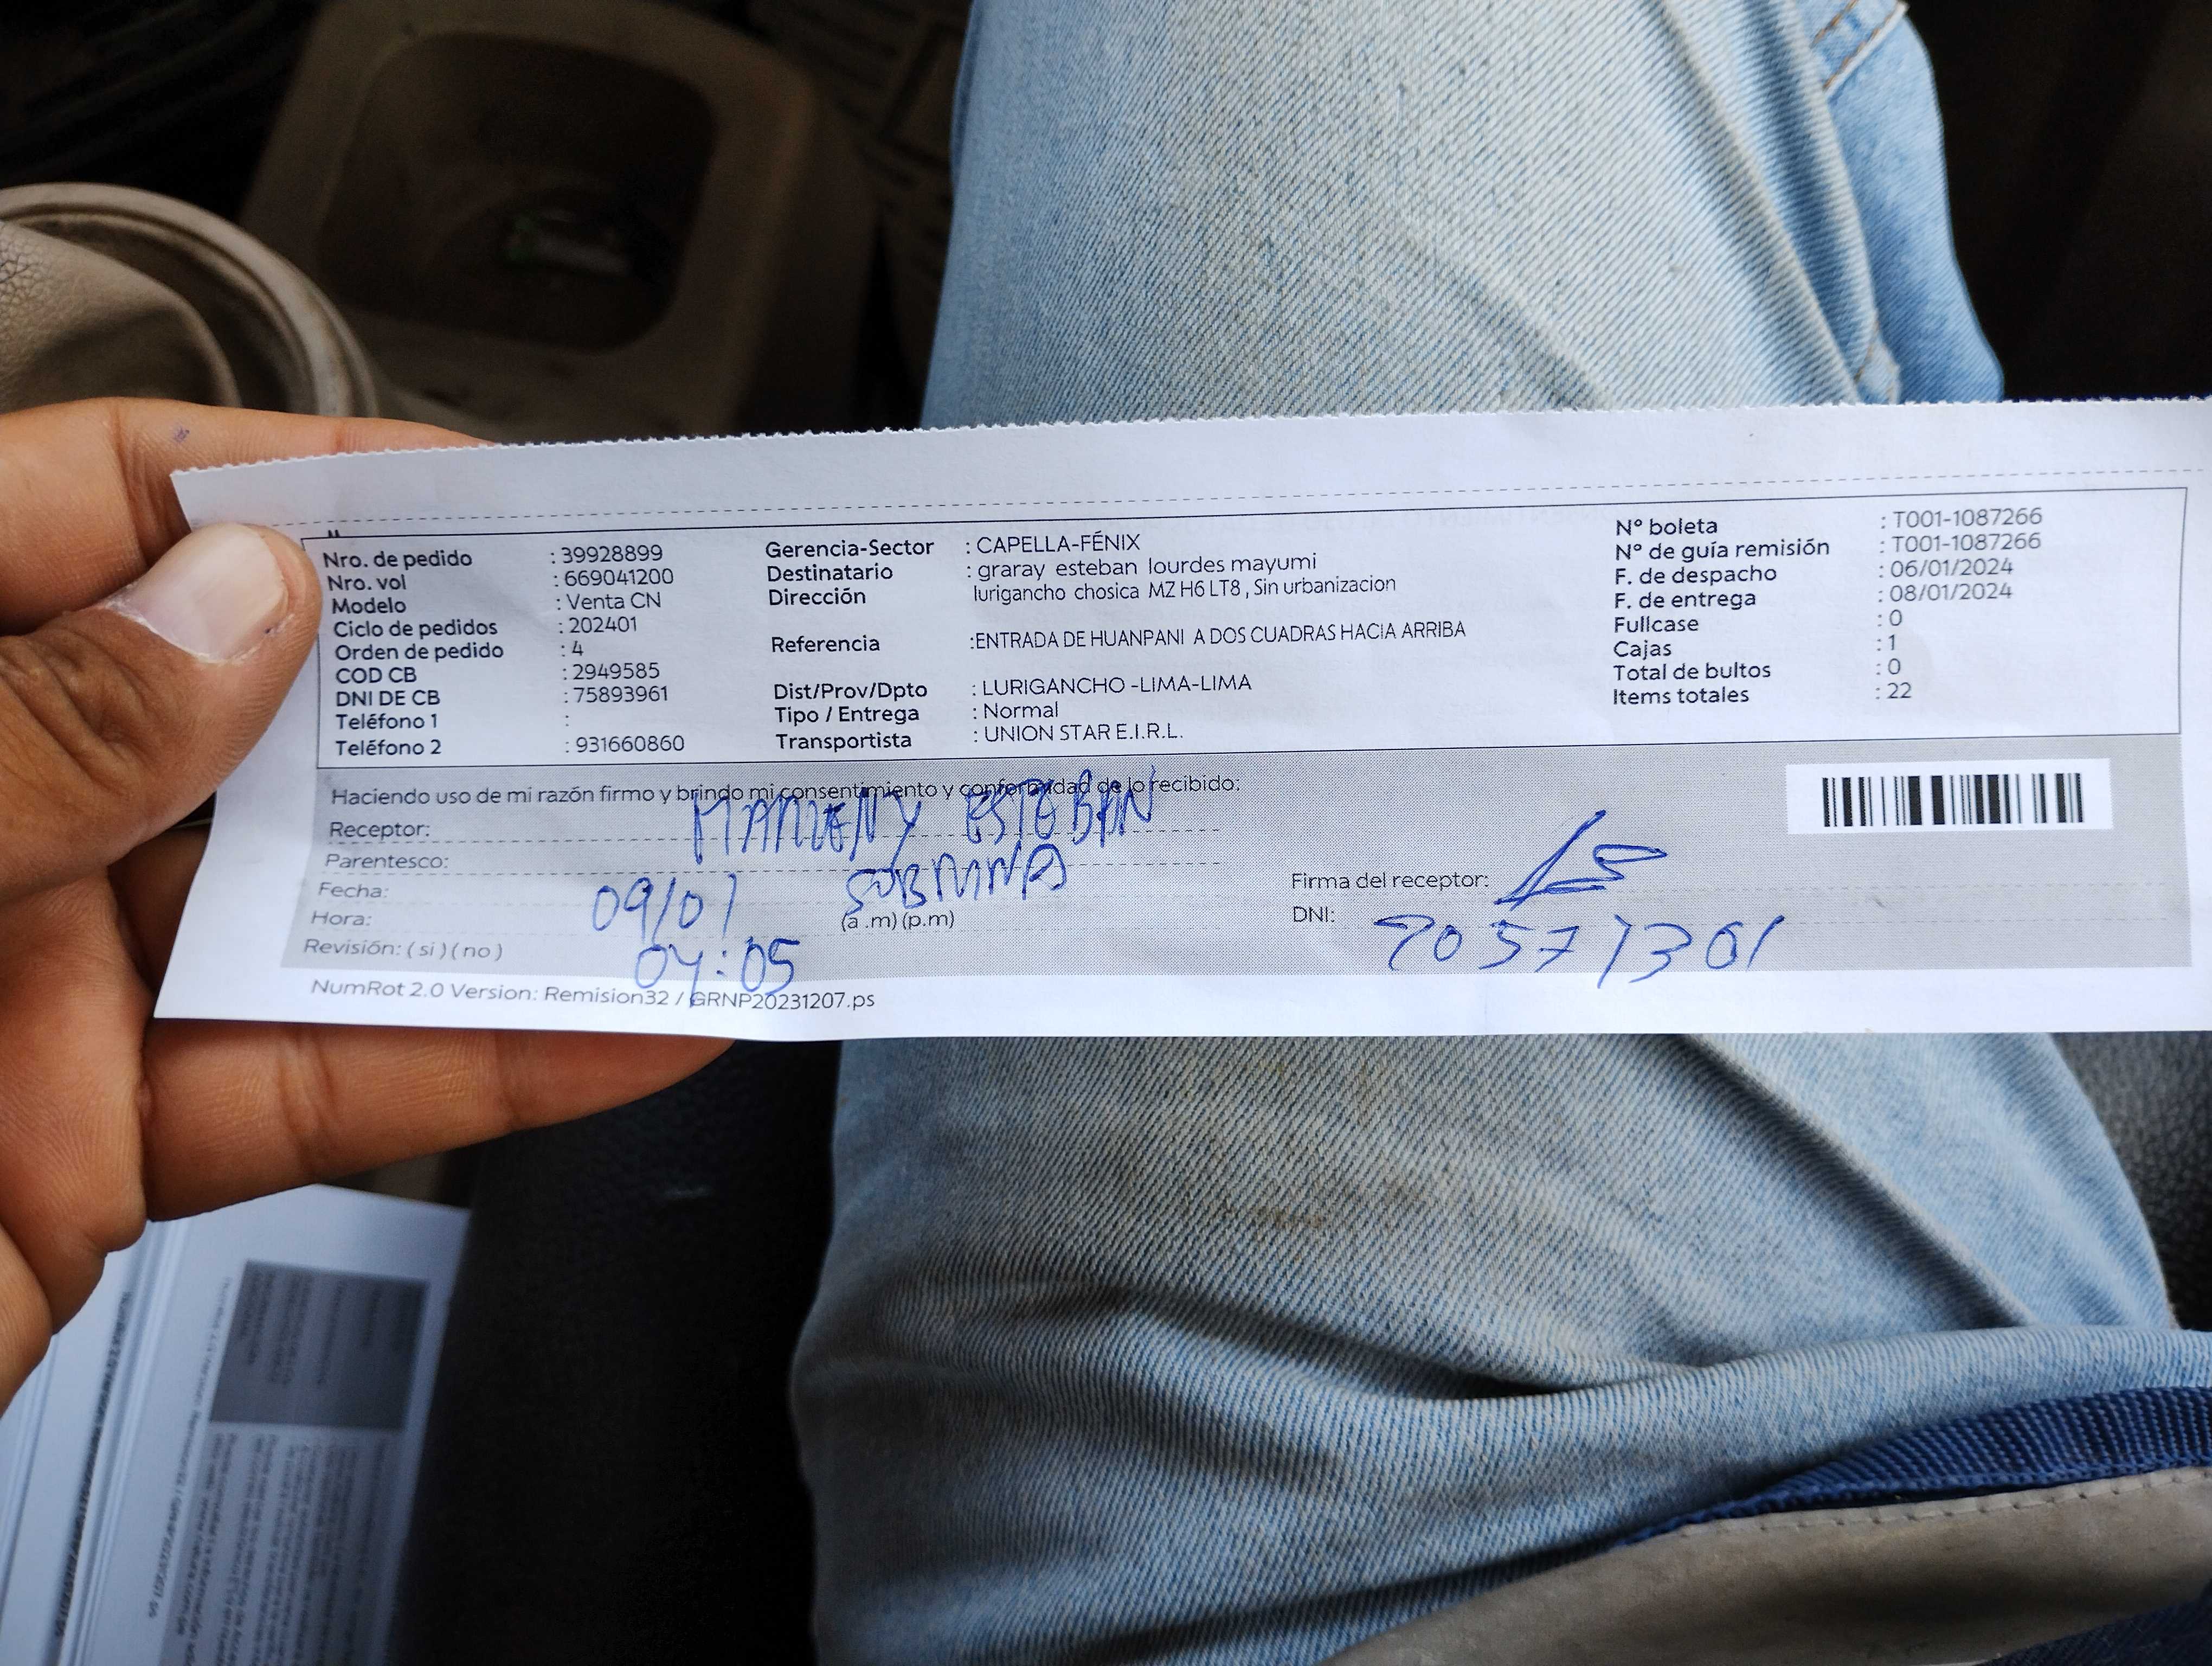 Nro. de pedido : 39928899
Nro. vol : 669041200
Modelo : Venta CN
Ciclo de pedidos : 202401
Orden de pedido : 4
COD CB : 2949585
DNI DE CB : 75893961
Teléfono 1 :
Teléfono 2 : 931660860
Gerencia-Sector : CAPELLA-FÉNIX
Destinatario : graray esteban lourdes mayumi
Dirección lurigancho chosica MZ H6 LT8 , Sin urbanizacion
Referencia :ENTRADA DE HUANPANI A DOS CUADRAS HACIA ARRIBA
Dist/Prov/Dpto : LURIGANCHO -LIMA-LIMA
Tipo / Entrega : Normal
Transportista : UNION STAR E.I.R.L.
Nº boleta : T001-1087266
Nº de guía remisión : T001-1087266
F. de despacho : 06/01/2024
F. de entrega : 08/01/2024
Fullcase : 0
Cajas : 1
Total de bultos : 0
Items totales : 22
Haciendo uso de mi razón firmo y brindo mi consentimiento y conformidad de lo recibido:
Receptor: ESTEBAN
Parentesco: SOBRINA
Fecha: 09/01
Hora: 04:05 (a .m) (p.m)
Revisión: ( si ) ( no )
Firma del receptor:
DNI:
NumRot 2.0 Version: Remision32 / GRNP20231207.ps